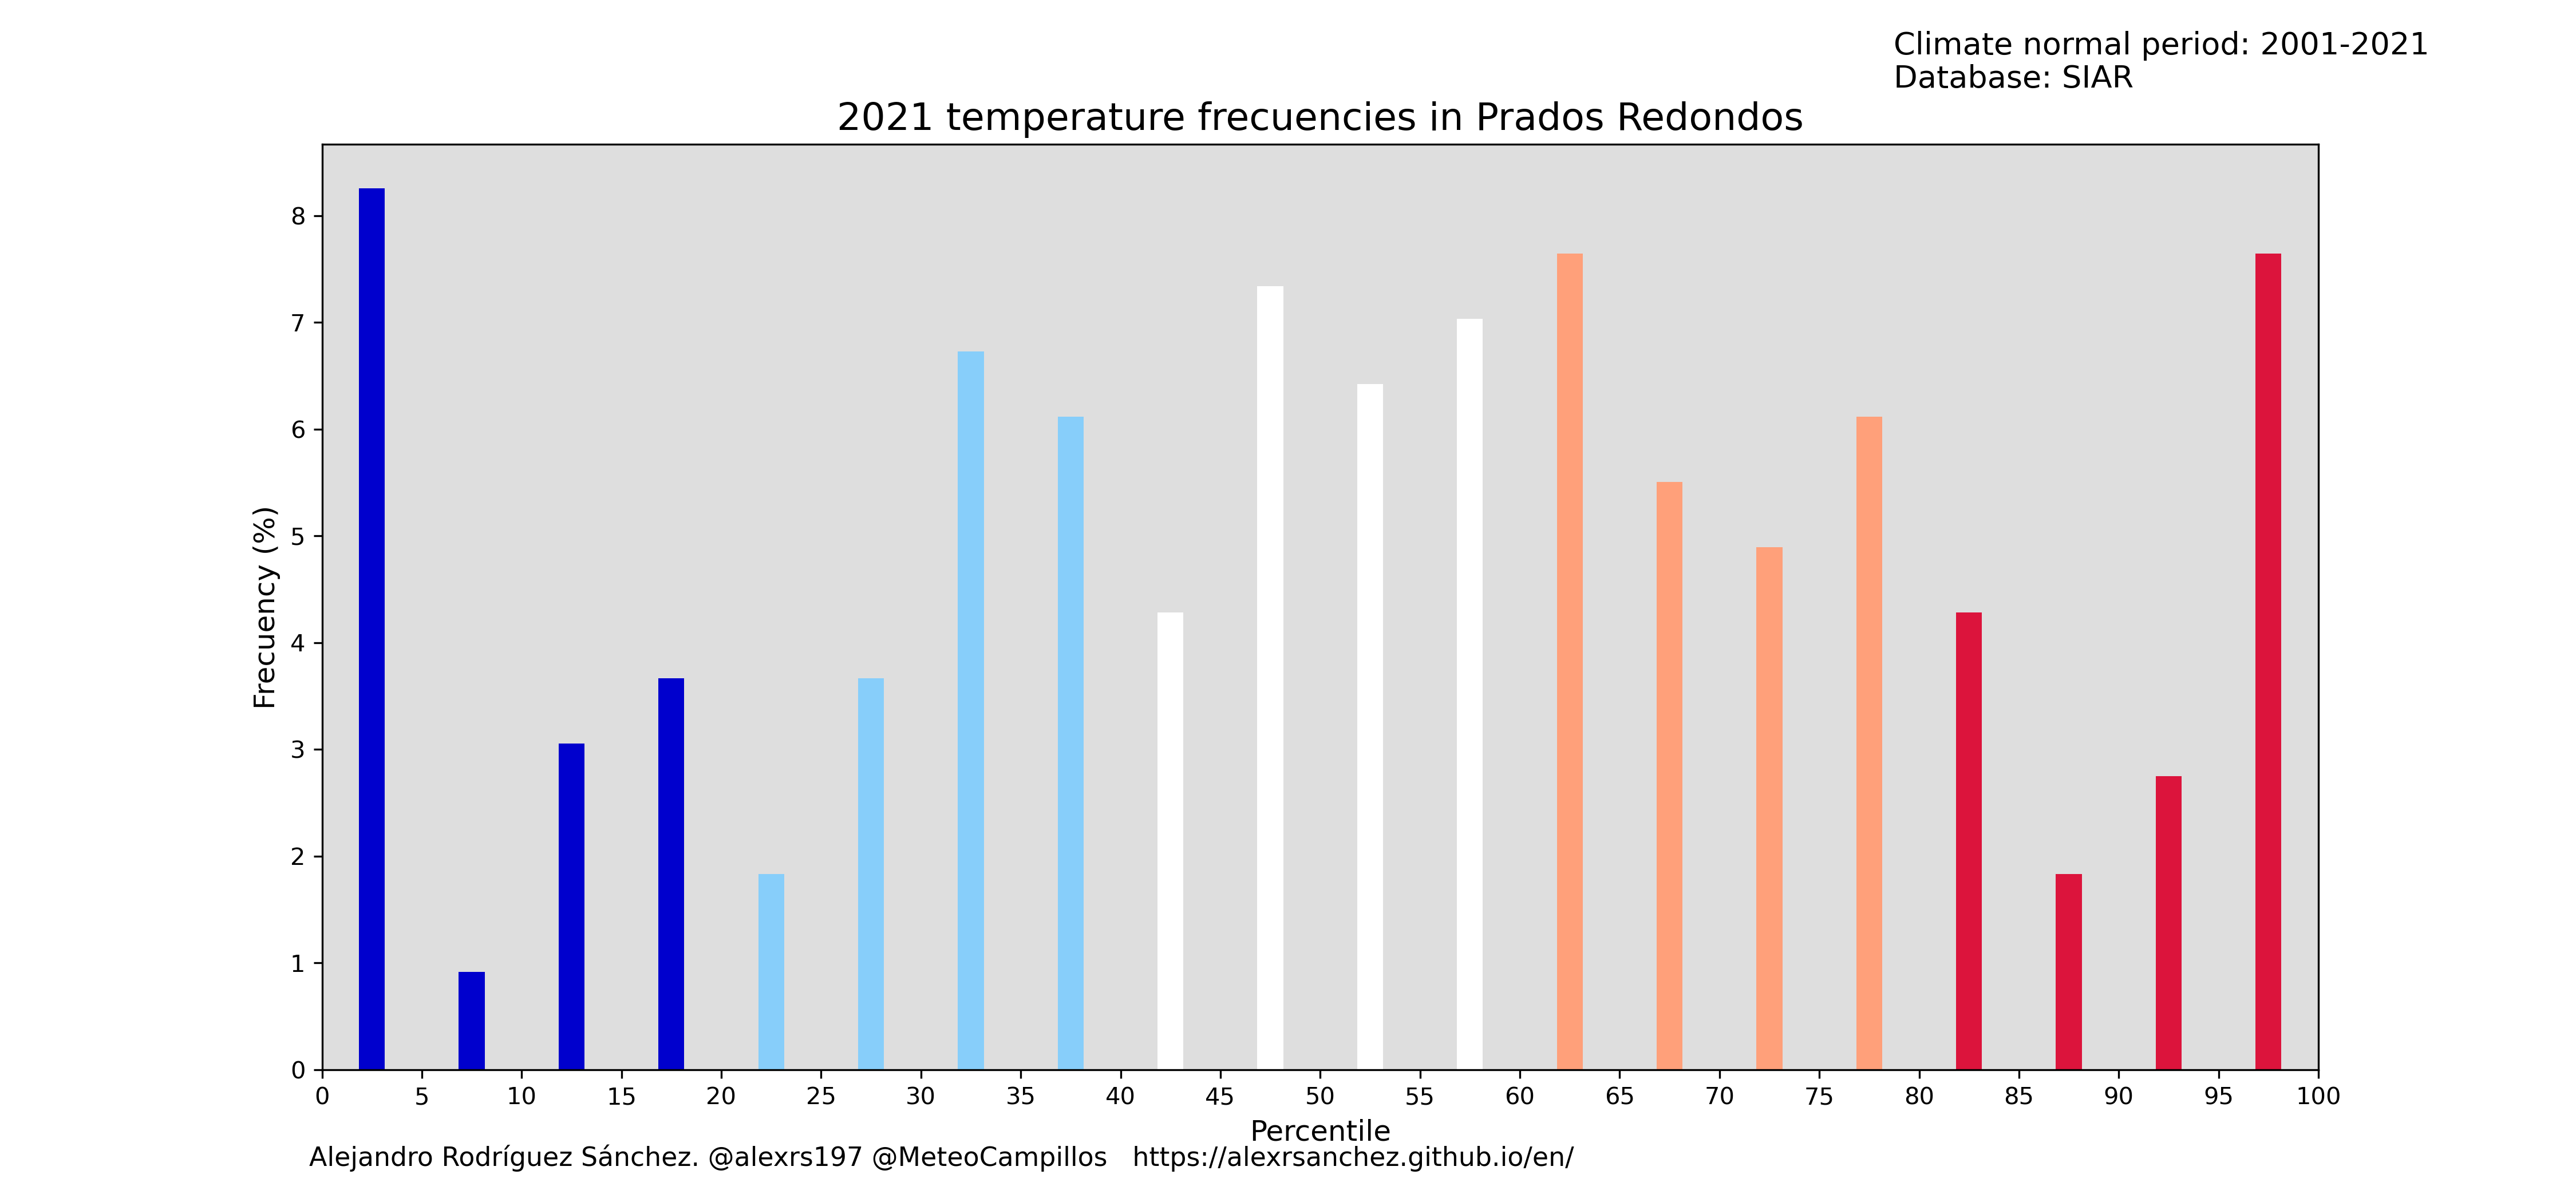 Climate normal period: 2001-2021
Database: SIAR
2021 temperature frecuencies in Prados Redondos
Frecuency (%)
8
7
6
5
4
3
2
1
0
0 5 10 15 20 25 30 35 40 45 50 55 60 65 70 75 80 85 90 95 100
Percentile
Alejandro Rodríguez Sánchez. @alexrs197 @MeteoCampillos https://alexrsanchez.github.io/en/